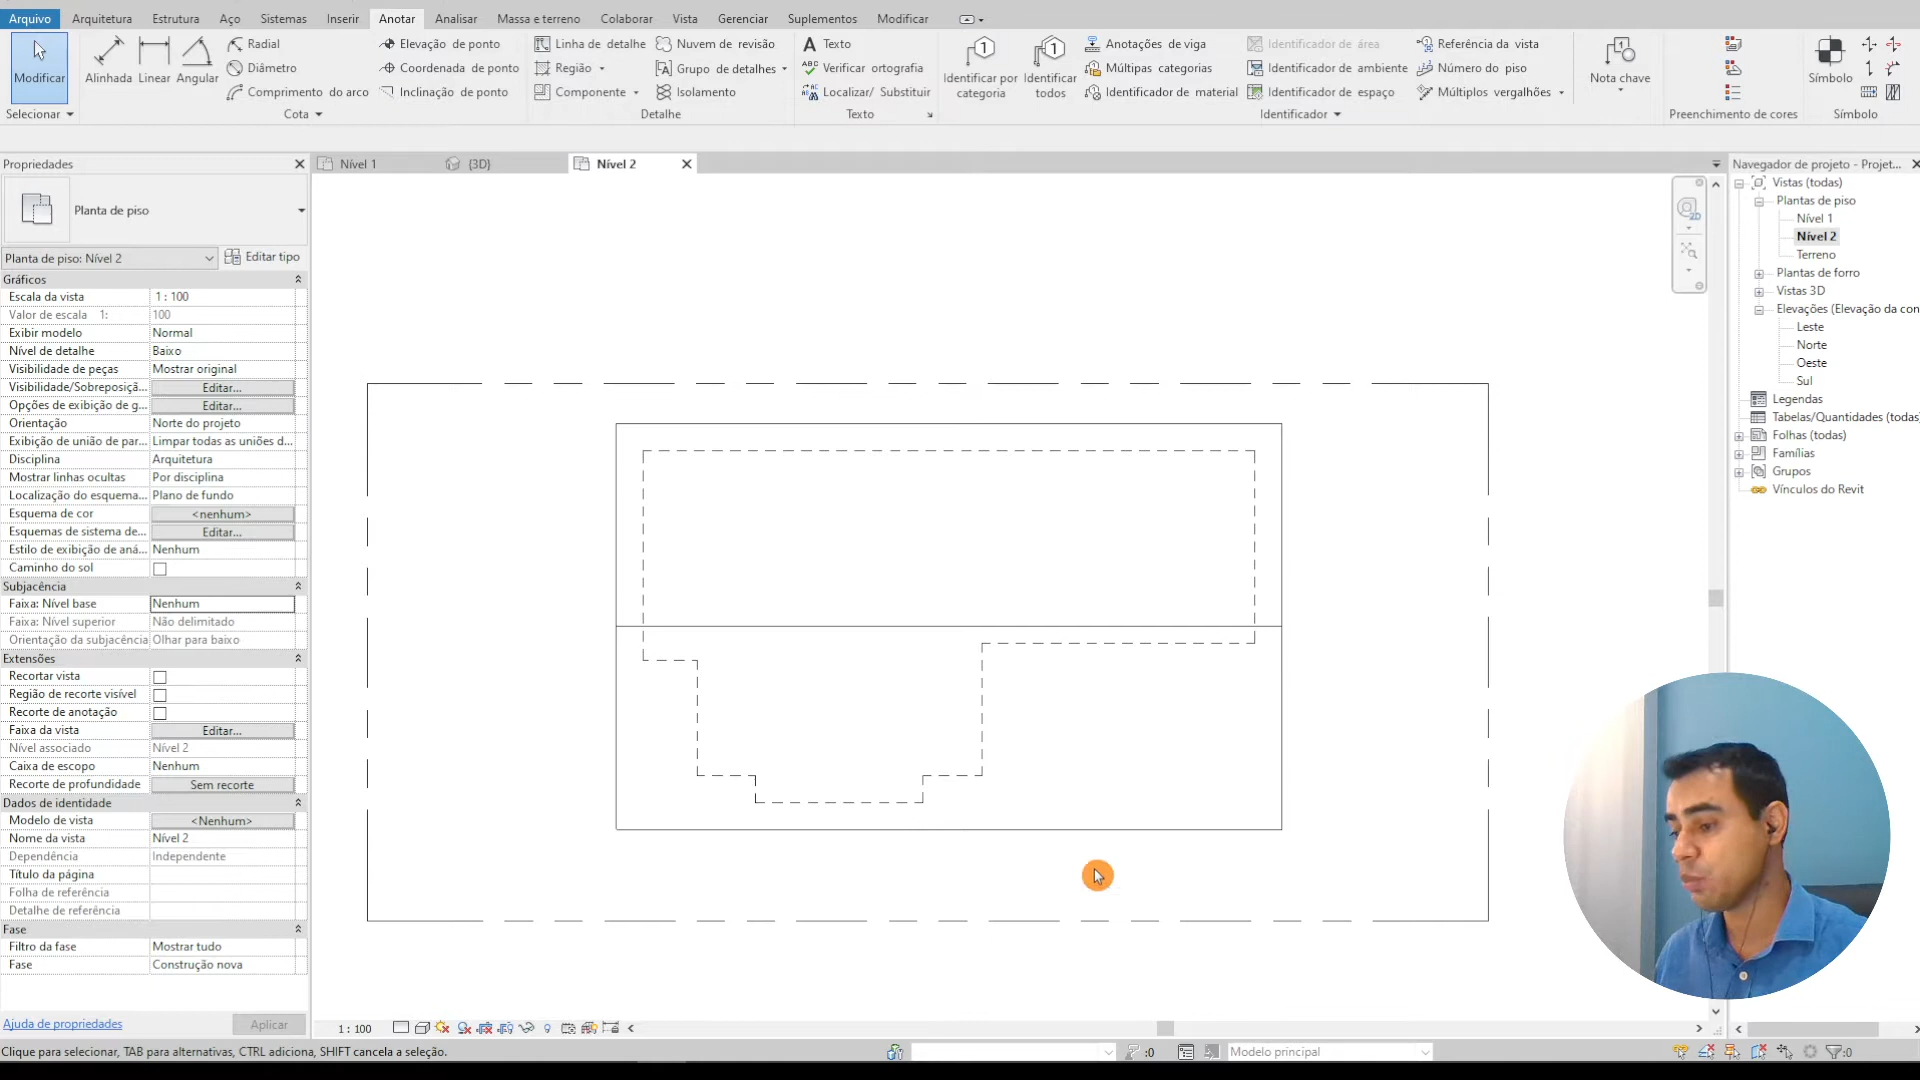 Arquivo Arquitetura Estrutura Aço Sistemas Inserir Anotar Analisar Massa e terreno Colaborar Vista Gerenciar Suplementos Modificar
Modificar
Selecionar
Alinhada Linear Angular
Radial
Diâmetro
Comprimento do arco
Elevação de ponto
Coordenada de ponto
Inclinação de ponto
Cota
Linha de detalhe
Região
Componente
Nuvem de revisão
Grupo de detalhes
Isolamento
Detalhe
Texto
Verificar ortografia
Localizar/ Substituir
Texto
Identificar por categoria
Identificar todos
Anotações de viga
Múltiplas categorias
Identificador de material
Identificador de área
Identificador de ambiente
Identificador de espaço
Referência da vista
Número do piso
Múltiplos vergalhões
Identificador
Nota chave
Preenchimento de cores
Símbolo
Símbolo
Propriedades
Nível 1 {3D} Nível 2
Navegador de projeto - Projet...
Planta de piso
Planta de piso: Nível 2 Editar tipo
Gráficos
Escala da vista 1 : 100
Valor de escala 1: 100
Exibir modelo Normal
Nível de detalhe Baixo
Visibilidade de peças Mostrar original
Visibilidade/Sobreposiçã... Editar...
Opções de exibição de g... Editar...
Orientação Norte do projeto
Exibição de união de par... Limpar todas as uniões d...
Disciplina Arquitetura
Mostrar linhas ocultas Por disciplina
Localização do esquema... Plano de fundo
Esquema de cor <nenhum>
Esquemas de sistema de... Editar...
Estilo de exibição de aná... Nenhum
Caminho do sol
Subjacência
Faixa: Nível base Nenhum
Faixa: Nível superior Não delimitado
Orientação da subjacência Olhar para baixo
Extensões
Recortar vista
Região de recorte visível
Recorte de anotação
Faixa da vista Editar...
Nível associado Nível 2
Caixa de escopo Nenhum
Recorte de profundidade Sem recorte
Dados de identidade
Modelo de vista <Nenhum>
Nome da vista Nível 2
Dependência Independente
Título da página
Folha de referência
Detalhe de referência
Fase
Filtro da fase Mostrar tudo
Fase Construção nova
Ajuda de propriedades Aplicar
Vistas (todas)
Plantas de piso
Nível 1
Nível 2
Terreno
Plantas de forro
Vistas 3D
Elevações (Elevação da con
Leste
Norte
Oeste
Sul
Legendas
Tabelas/Quantidades (todas
Folhas (todas)
Famílias
Grupos
Vínculos do Revit
1 : 100
Clique para selecionar, TAB para alternativas, CTRL adiciona, SHIFT cancela a seleção.
:0
Modelo principal
:0